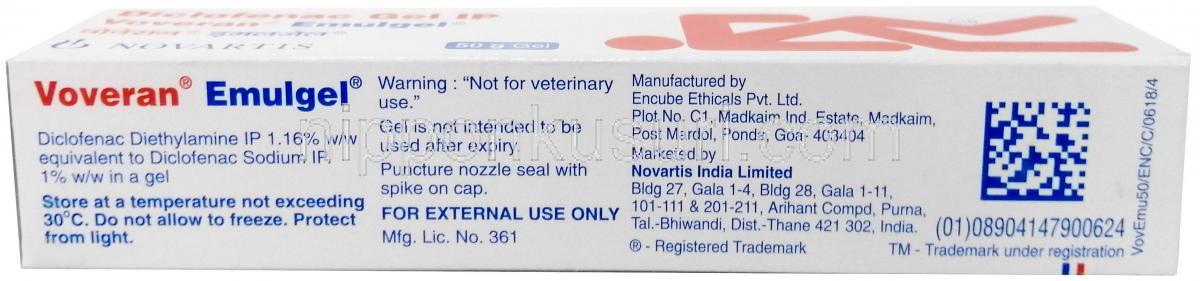 Diclofenac Gel IP
Voveran® Emulgel®
वोवेरान® इमलजेल®
NOVARTIS
50 g Gel
Voveran® Emulgel®
Diclofenac Diethylamine IP 1.16% w/w
equivalent to Diclofenac Sodium IP.
1% w/w in a gel
Store at a temperature not exceeding
30°C. Do not allow to freeze. Protect
from light.
Warning : “Not for veterinary
use.”
Gel is not intended to be
used after expiry.
Puncture nozzle seal with
spike on cap.
FOR EXTERNAL USE ONLY
Mfg. Lic. No. 361
Manufactured by
Encube Ethicals Pvt. Ltd.
Plot No. C1, Madkaim Ind. Estate, Madkaim,
Post Mardol, Ponda, Goa- 403404
Marketed by
Novartis India Limited
Bldg 27, Gala 1-4, Bldg 28, Gala 1-11,
101-111 & 201-211, Arihant Compd, Purna,
Tal.-Bhiwandi, Dist.-Thane 421 302, India.
® - Registered Trademark
TM - Trademark under registration
(01)08904147900624
VovEmu50/ENC/C/0618/4
nipponkusuri.com